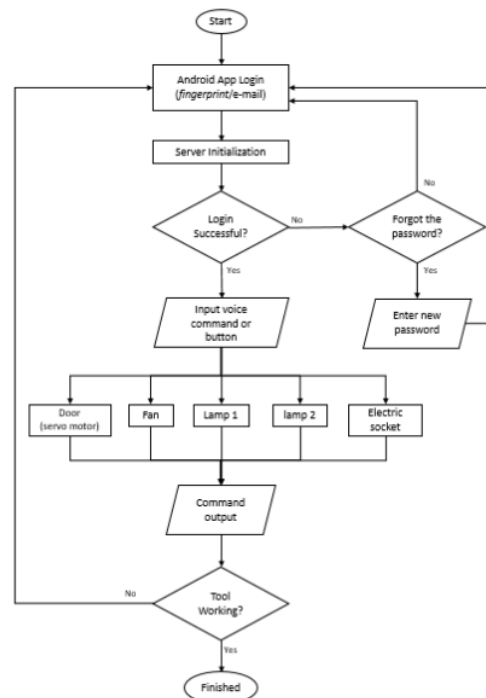 Start
Android App Login
(fingerprint/e-mail)
Server Initialization
No
Login
Successful?
No
Forgot the
password?
Yes
Yes
Input voice
command or
button
Enter new
password
Door
(servo motor)
Fan
Lamp 1
lamp 2
Electric
socket
Command
output
No
Tool
Working?
Yes
Finished